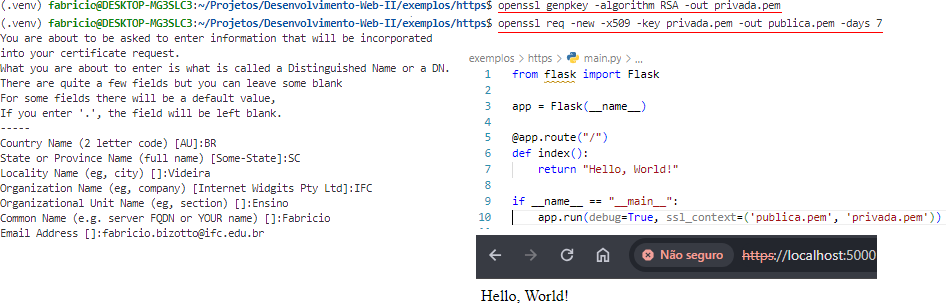 (.venv) fabricio@DESKTOP-MG3SLC3:~/Projetos/Desenvolvimento-Web-II/exemplos/https$ openssl genpkey -algorithm RSA -out privada.pem
(.venv) fabricio@DESKTOP-MG3SLC3:~/Projetos/Desenvolvimento-Web-II/exemplos/https$ openssl req -new -x509 -key privada.pem -out publica.pem -days 7
You are about to be asked to enter information that will be incorporated
into your certificate request.
What you are about to enter is what is called a Distinguished Name or a DN.
There are quite a few fields but you can leave some blank
For some fields there will be a default value,
If you enter '.', the field will be left blank.
-----
Country Name (2 letter code) [AU]:BR
State or Province Name (full name) [Some-State]:SC
Locality Name (eg, city) []:Videira
Organization Name (eg, company) [Internet Widgits Pty Ltd]:IFC
Organizational Unit Name (eg, section) []:Ensino
Common Name (e.g. server FQDN or YOUR name) []:Fabricio
Email Address []:fabricio.bizotto@ifc.edu.br
exemplos > https > main.py > ...
1 from flask import Flask
2
3 app = Flask(__name__)
4
5 @app.route("/")
6 def index():
7 return "Hello, World!"
8
9 if __name__ == "__main__":
10 app.run(debug=True, ssl_context=('publica.pem', 'privada.pem'))
Não seguro https://localhost:5000
Hello, World!